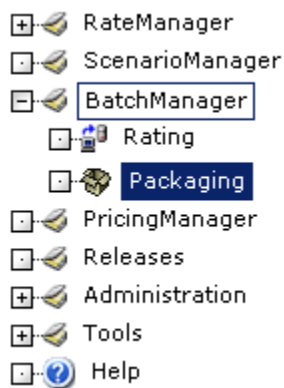 RateManager
ScenarioManager
BatchManager
Rating
Packaging
PricingManager
Releases
Administration
Tools
Help